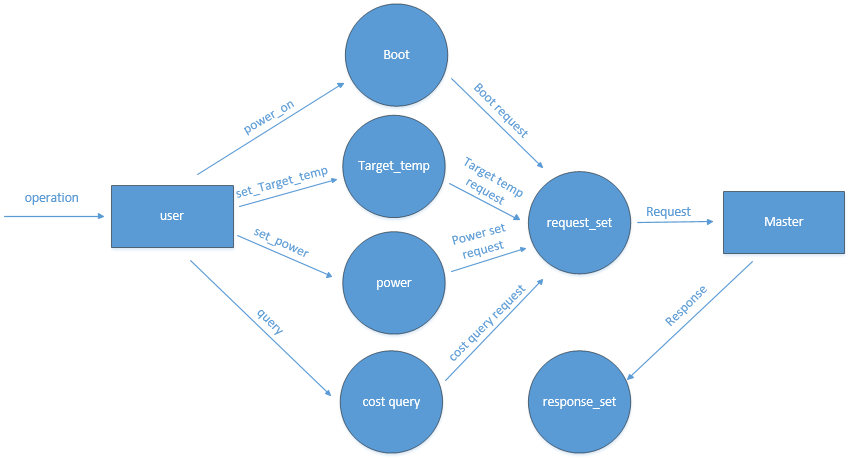 Boot
power_on
Boot request
Target_temp
set_Target_temp
Target temp
request
operation
user
request_set
Request
Master
set_power
Power set
request
power
query
cost query request
Response
cost query
response_set